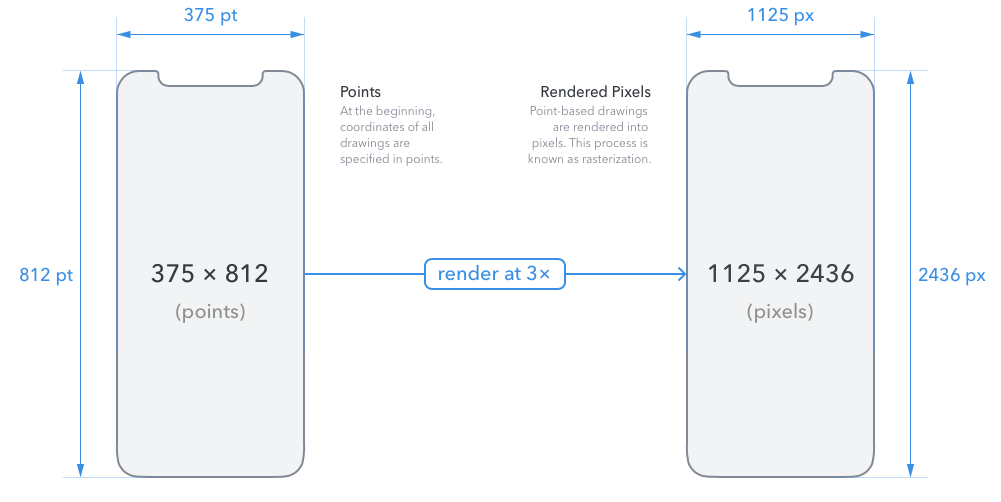 375 pt
1125 px
Points
At the beginning,
coordinates of all
drawings are
specified in points.
Rendered Pixels
Point-based drawings
are rendered into
pixels. This process is
known as rasterization.
812 pt
375 × 812
(points)
render at 3×
1125 × 2436
(pixels)
2436 px